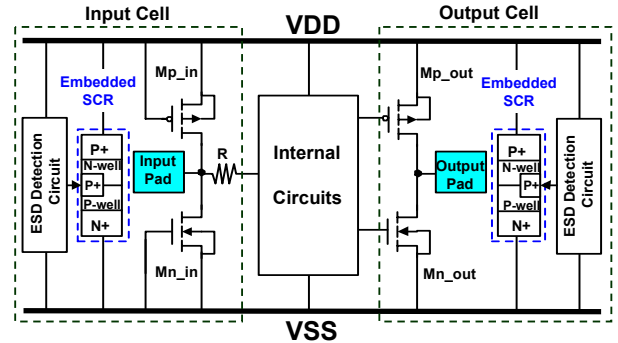 Input Cell
Output Cell
VDD
Mp_in
Mp_out
Embedded
SCR
Embedded
SCR
ESD Detection
Circuit
P+
N-well
P+
P-well
N+
Input
Pad
R
Internal
Circuits
Output
Pad
P+
N-well
P+
P-well
N+
ESD Detection
Circuit
Mn_in
Mn_out
VSS